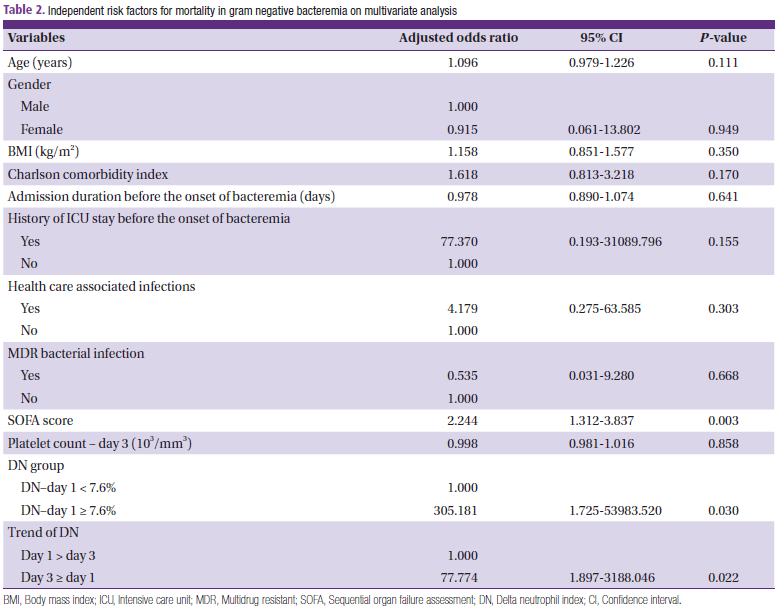 Table 2. Independent risk factors for mortality in gram negative bacteremia on multivariate analysis
Variables Adjusted odds ratio 95% CI P-value
Age (years) 1.096 0.979-1.226 0.111
Gender
Male 1.000
Female 0.915 0.061-13.802 0.949
BMI (kg/m²) 1.158 0.851-1.577 0.350
Charlson comorbidity index 1.618 0.813-3.218 0.170
Admission duration before the onset of bacteremia (days) 0.978 0.890-1.074 0.641
History of ICU stay before the onset of bacteremia
Yes 77.370 0.193-31089.796 0.155
No 1.000
Health care associated infections
Yes 4.179 0.275-63.585 0.303
No 1.000
MDR bacterial infection
Yes 0.535 0.031-9.280 0.668
No 1.000
SOFA score 2.244 1.312-3.837 0.003
Platelet count – day 3 (10³/mm³) 0.998 0.981-1.016 0.858
DN group
DN–day 1 < 7.6% 1.000
DN–day 1 ≥ 7.6% 305.181 1.725-53983.520 0.030
Trend of DN
Day 1 > day 3 1.000
Day 3 ≥ day 1 77.774 1.897-3188.046 0.022
BMI, Body mass index; ICU, Intensive care unit; MDR, Multidrug resistant; SOFA, Sequential organ failure assessment; DN, Delta neutrophil index; CI, Confidence interval.